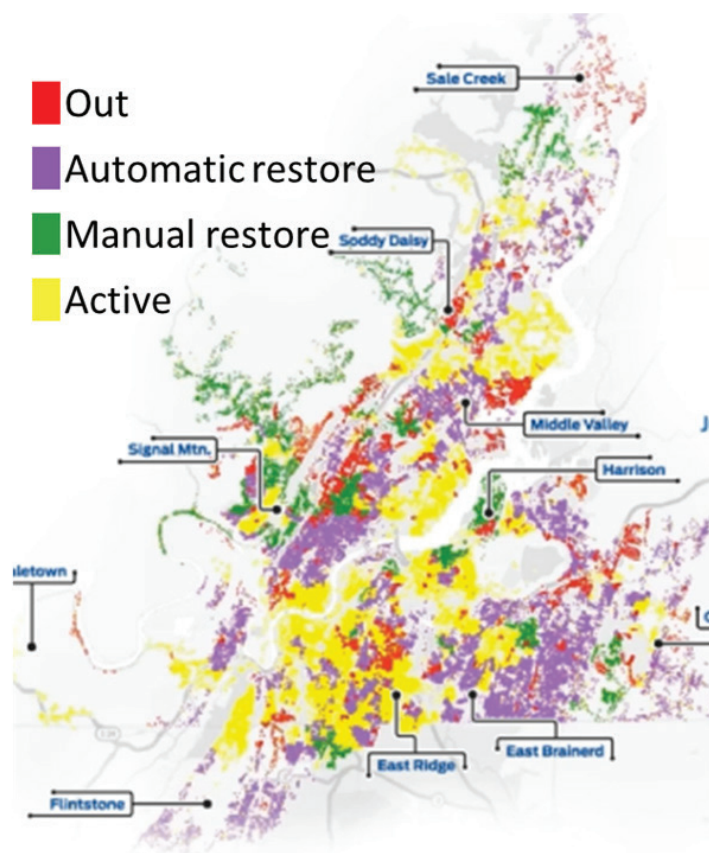 Sale Creek
Out
Automatic restore
Manual restore
Soddy Daisy
Active
Middle Valley
Signal Mtn.
Harrison
letown
East Brainerd
East Ridge
Flintstone